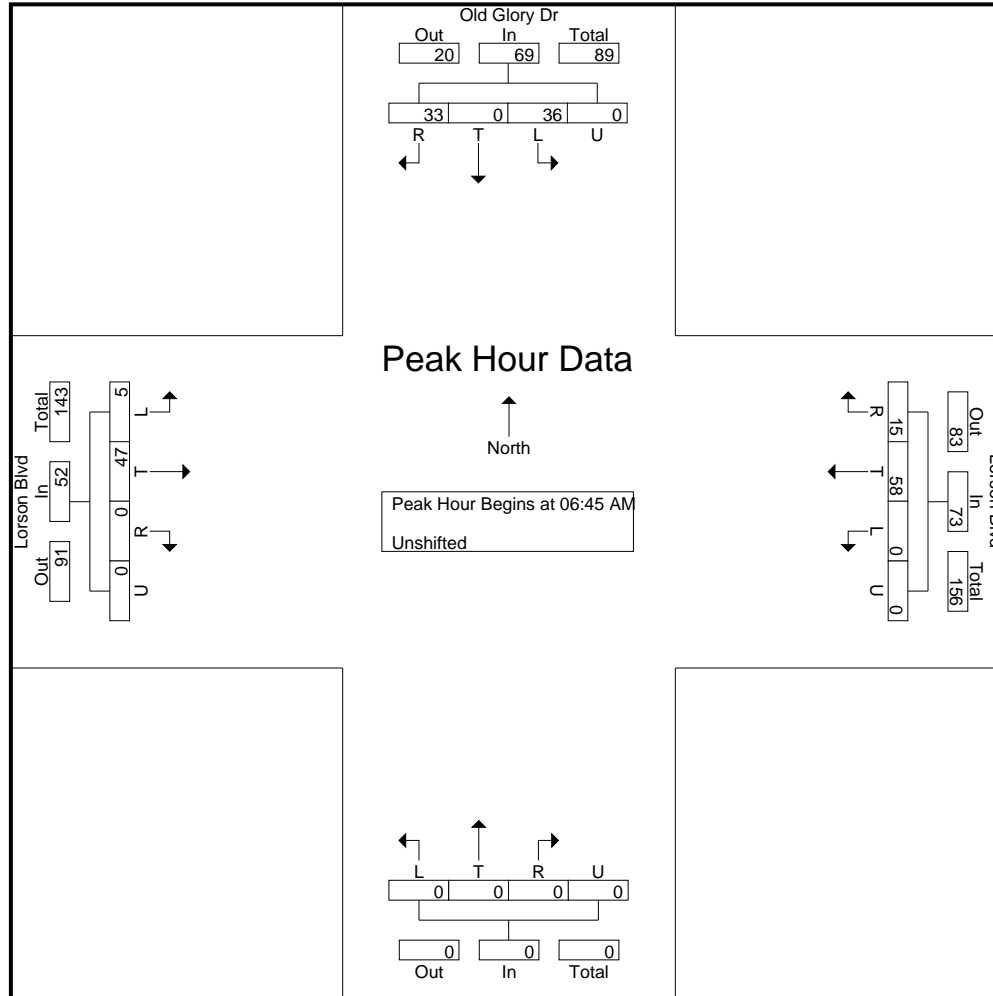 Old Glory Dr
Out In Total
20 69 89
33 0 36 0
R T L U
Peak Hour Data
North
Peak Hour Begins at 06:45 AM
Unshifted
Lorson Blvd
Total In Out
143 52 91
5 47 0 0
L T R U
Out In Total
83 73 156
15 58 0 0
R T L U
L T R U
0 0 0 0
0 0 0
Out In Total